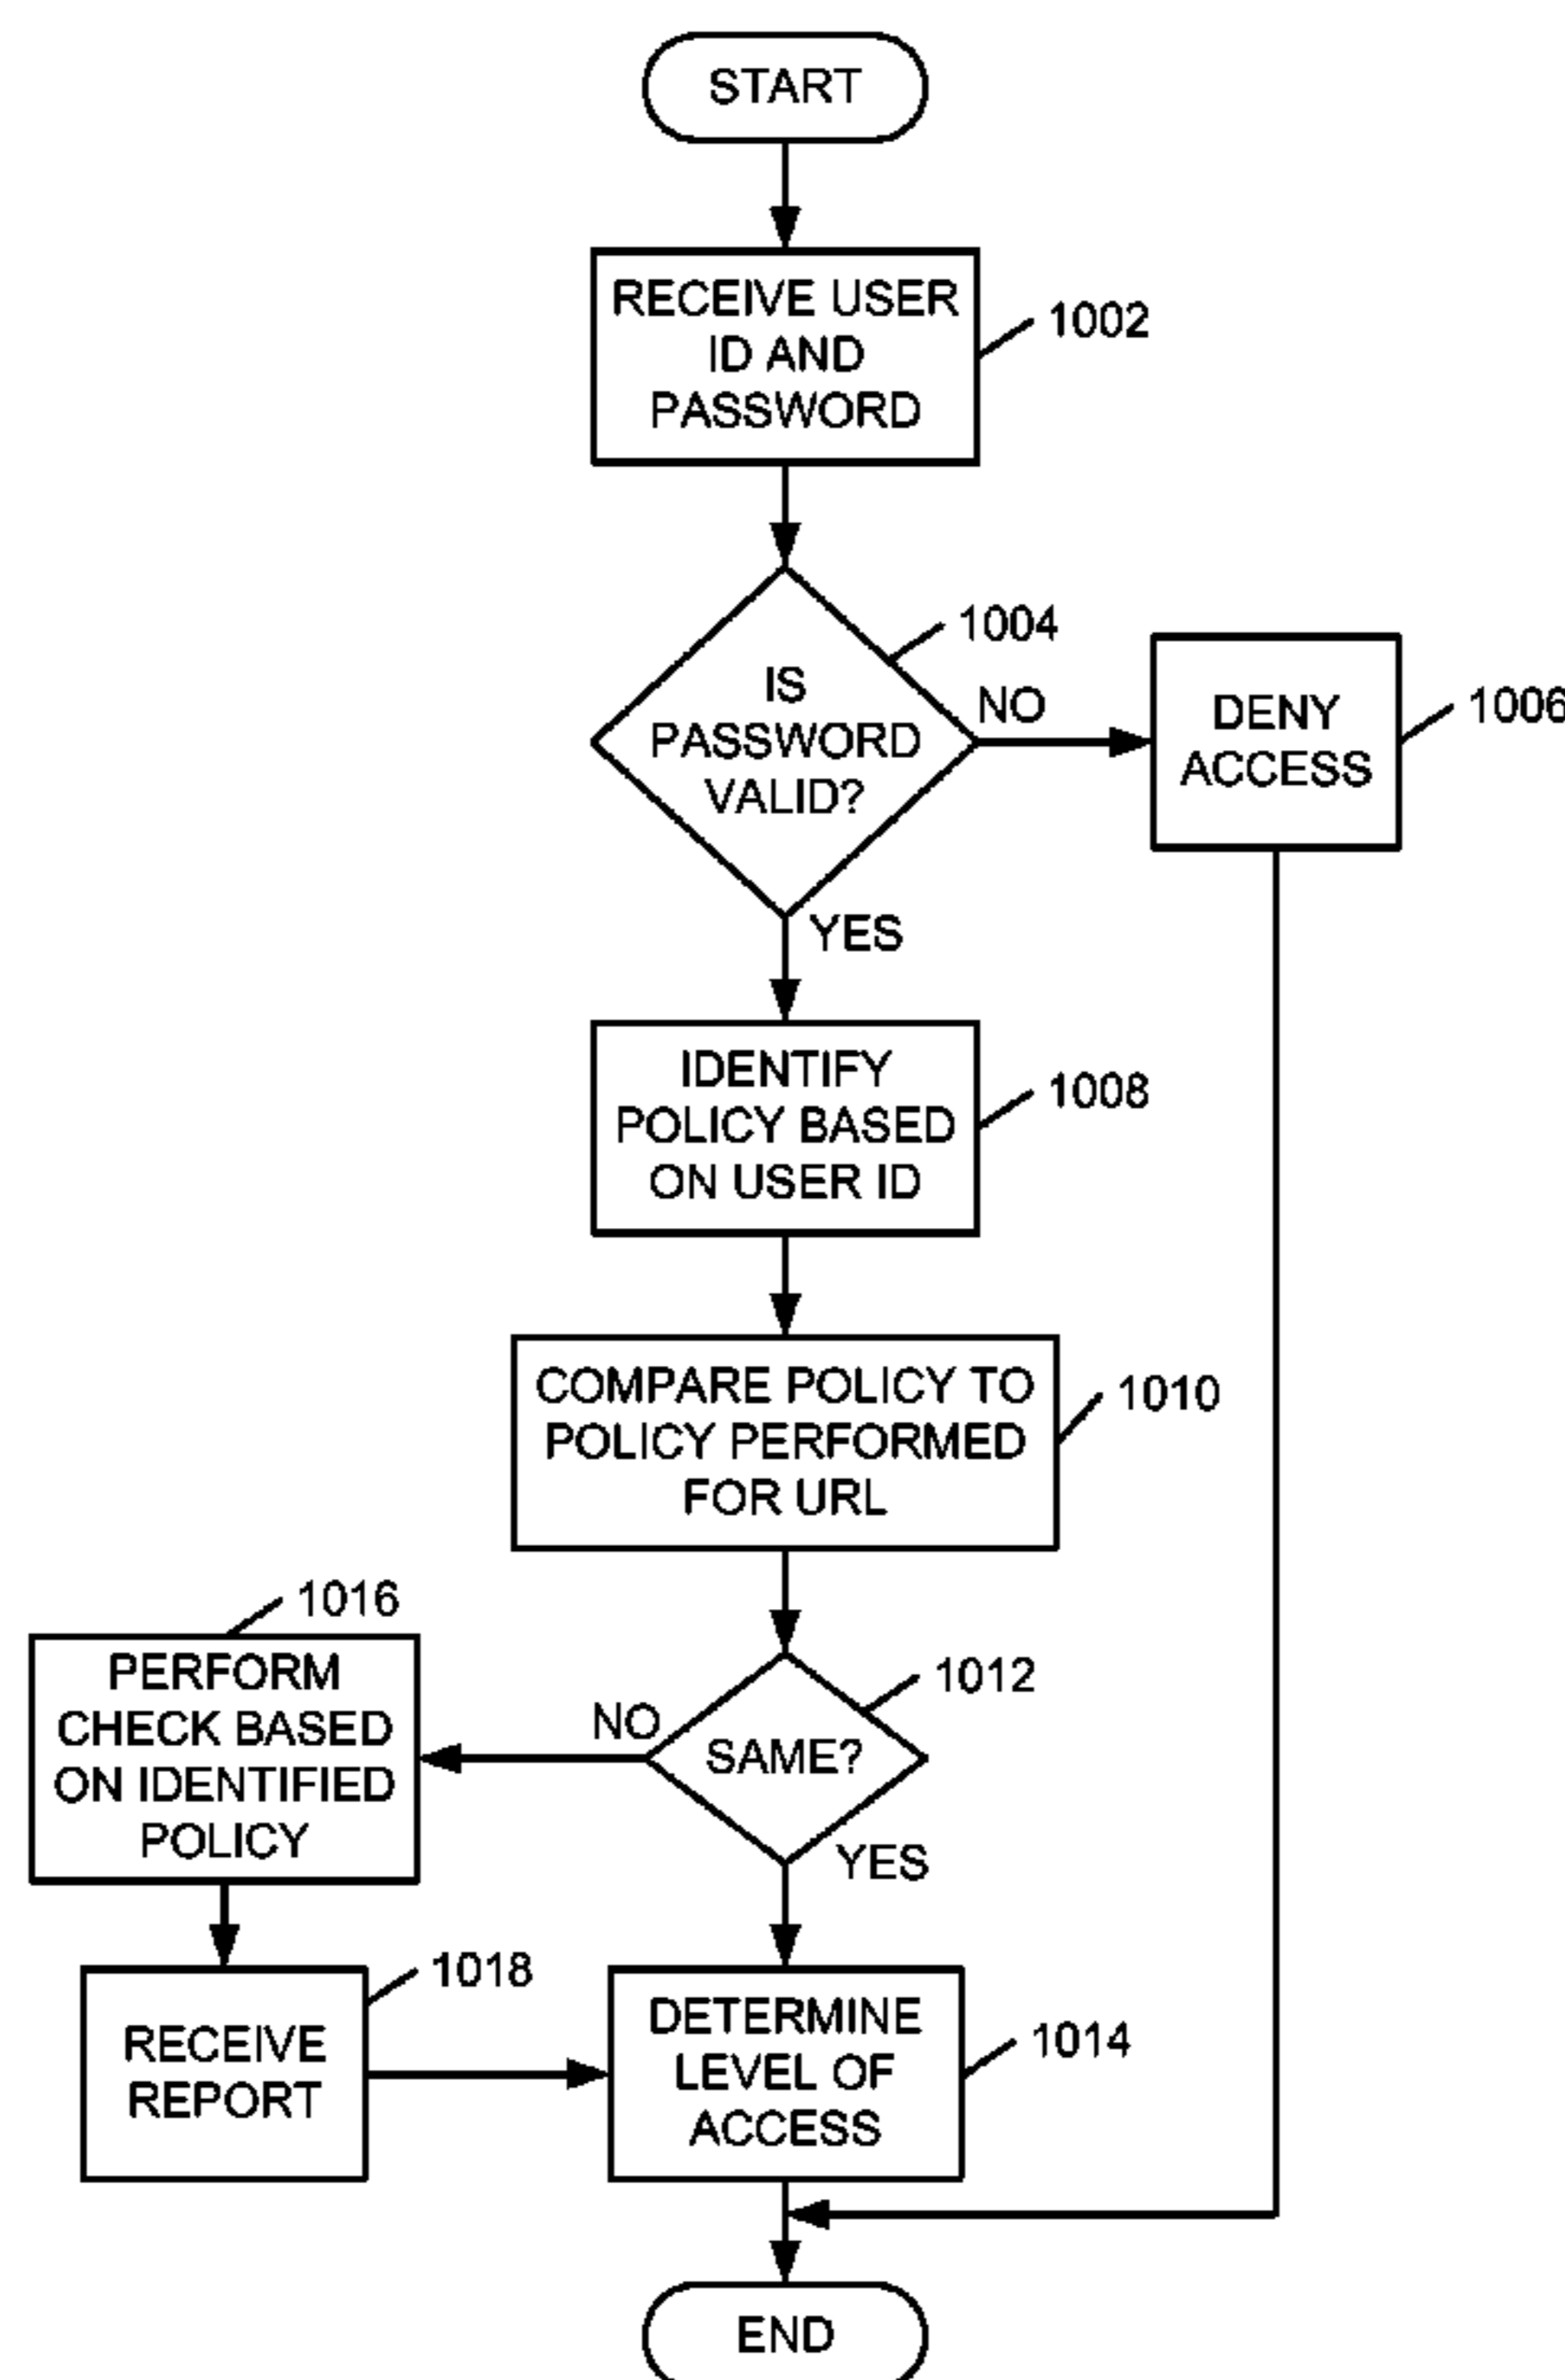 START
RECEIVE USER
ID AND
PASSWORD
1002
1004
IS
PASSWORD
VALID?
NO
DENY
ACCESS
1006
YES
IDENTIFY
POLICY BASED
ON USER ID
1008
COMPARE POLICY TO
POLICY PERFORMED
FOR URL
1010
1016
PERFORM
CHECK BASED
ON IDENTIFIED
POLICY
NO
1012
SAME?
YES
1018
RECEIVE
REPORT
DETERMINE
LEVEL OF
ACCESS
1014
END